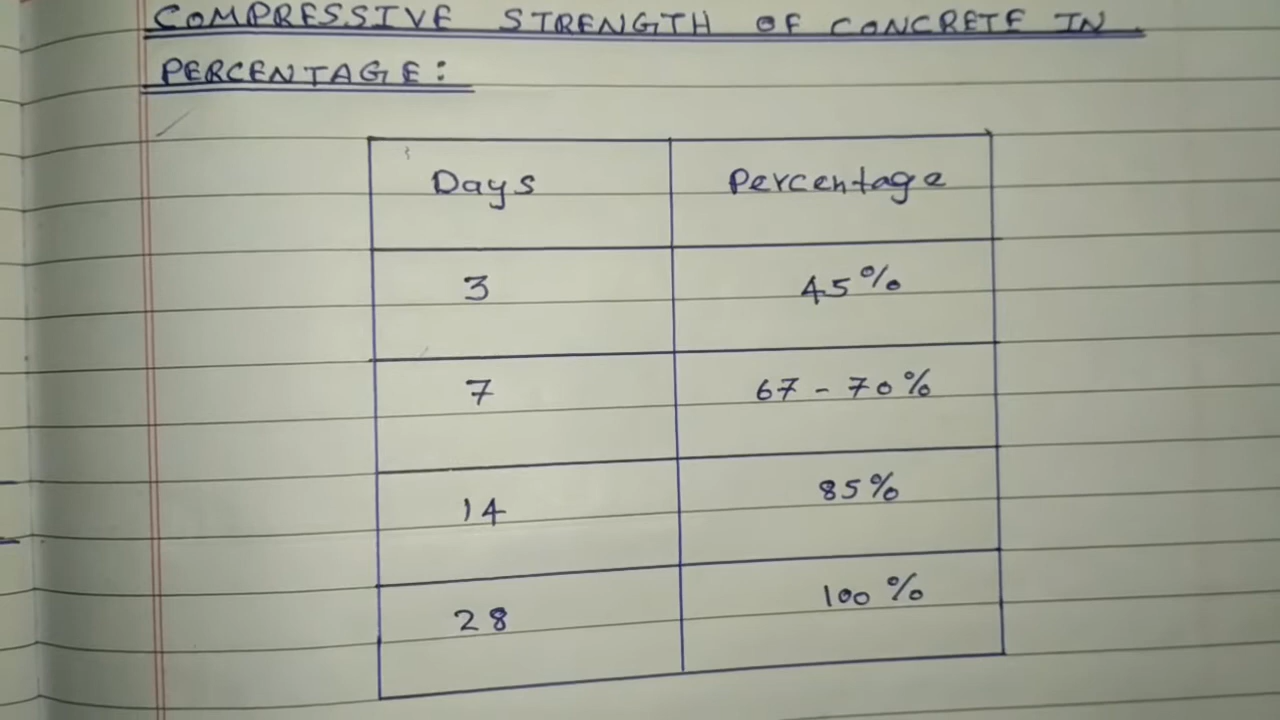 COMPRESSIVE STRENGTH OF CONCRETE IN
PERCENTAGE:
Days Percentage
3 45%
7 67 - 70%
14 85%
28 100%